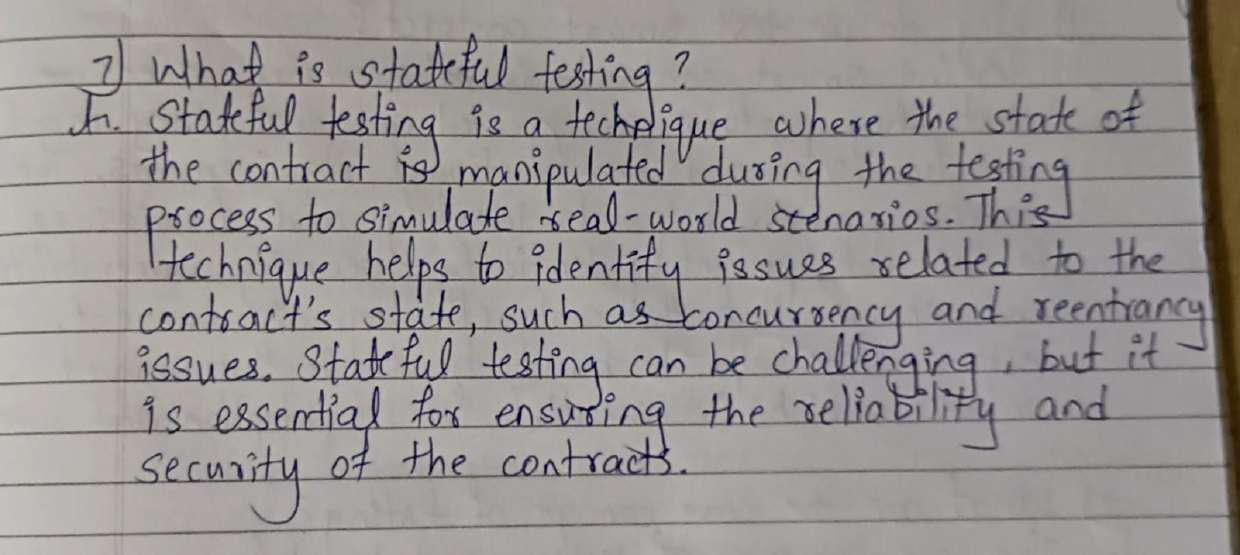 7) What is stateful testing?
h. Stateful testing is a technique where the state of
the contract is manipulated during the testing
process to simulate real-world scenarios. This
technique helps to identify issues related to the
contract's state, such as concurrency and reentrancy
issues. Stateful testing can be challenging, but it
is essential for ensuring the reliability and
security of the contracts.